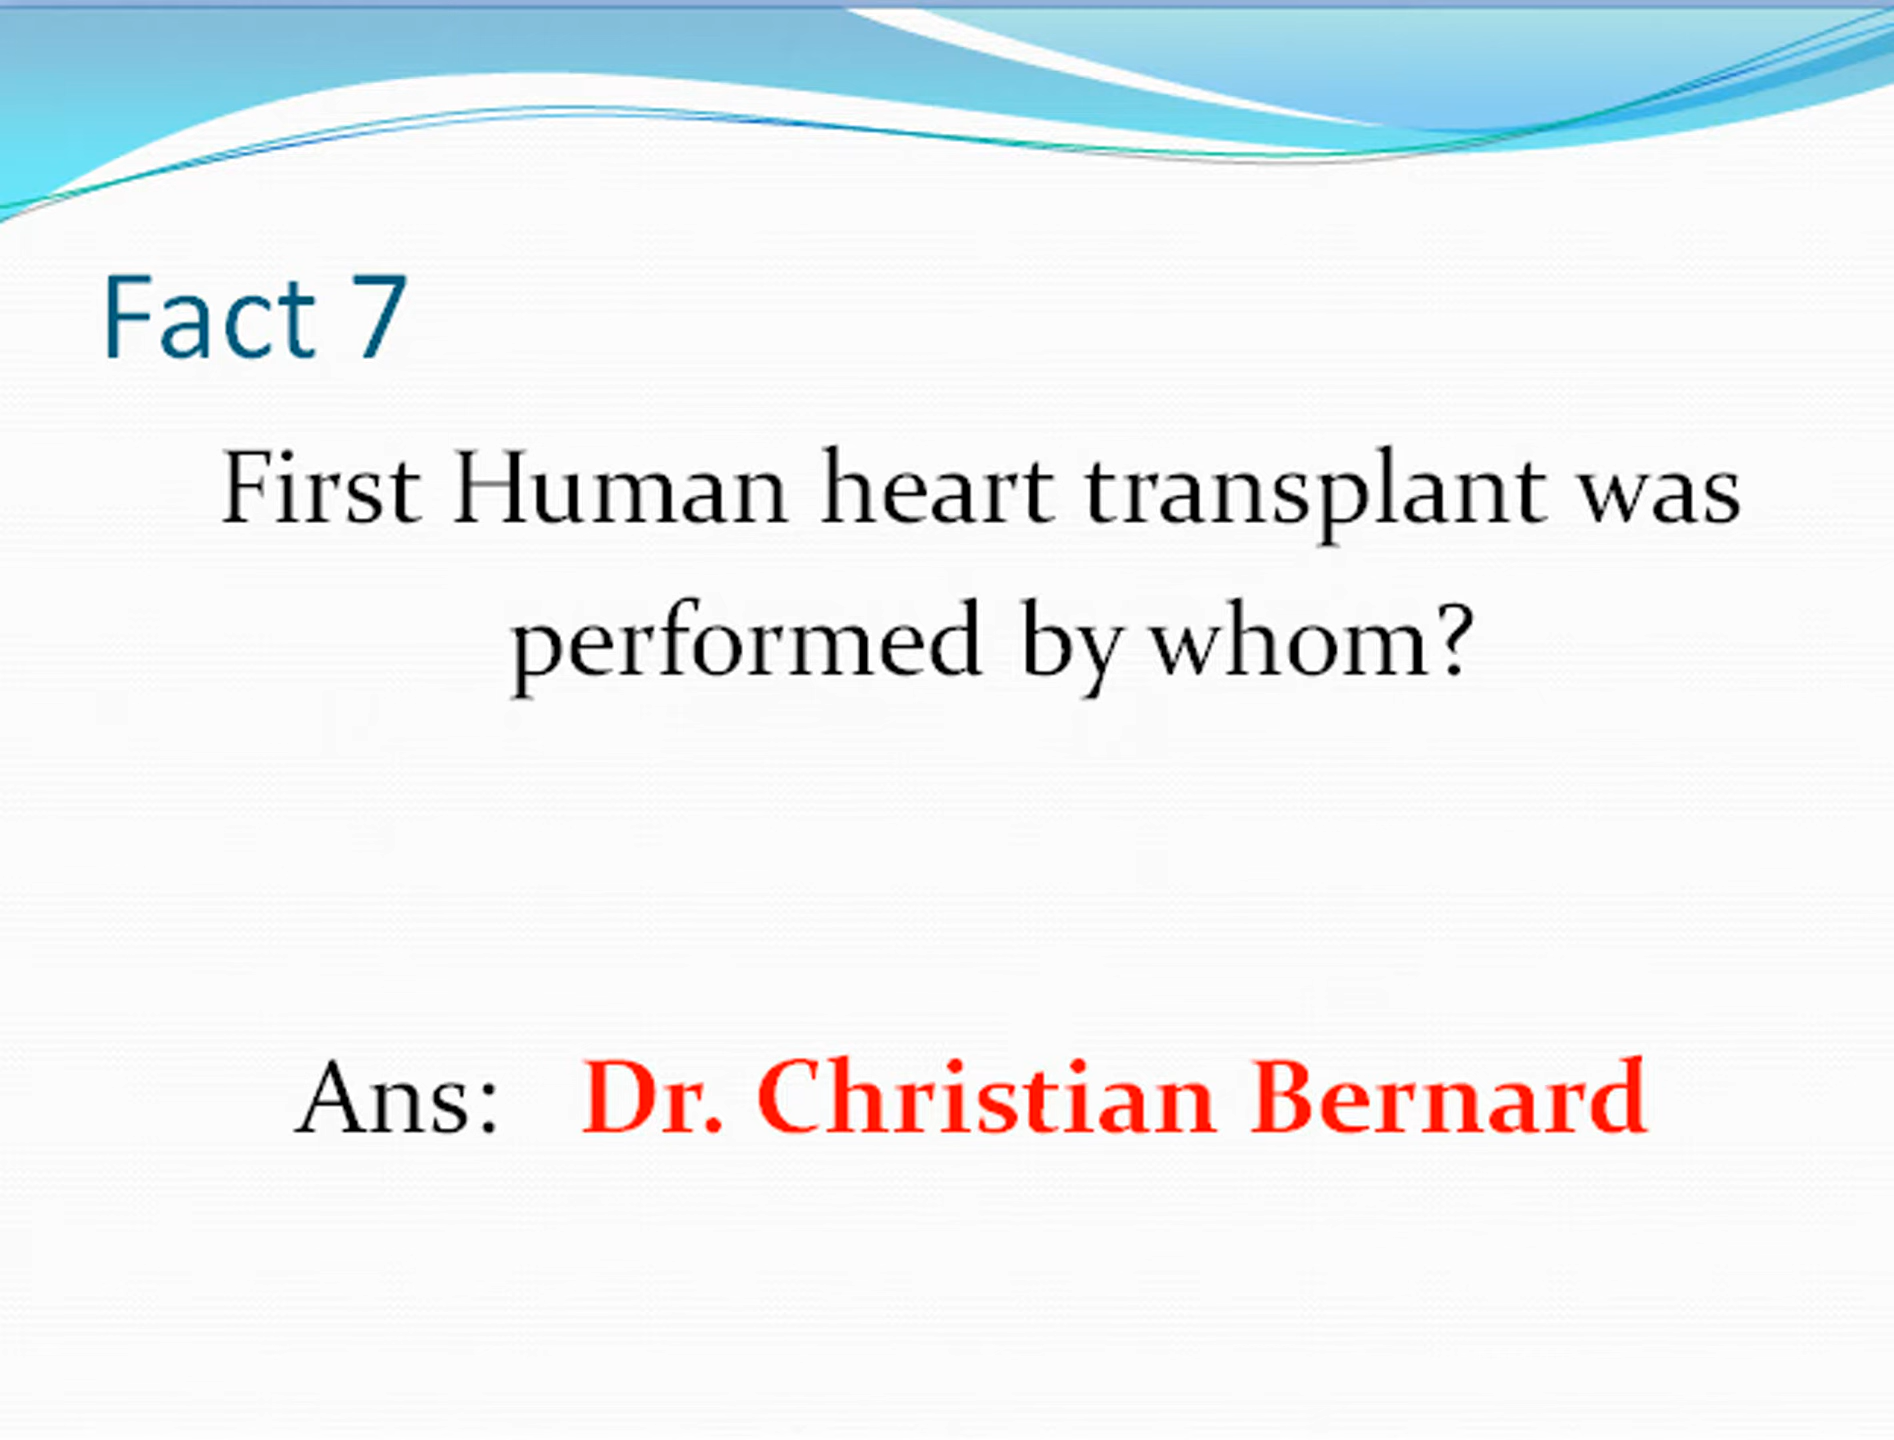 Fact 7
First Human heart transplant was
performed by whom?
Ans: Dr. Christian Bernard